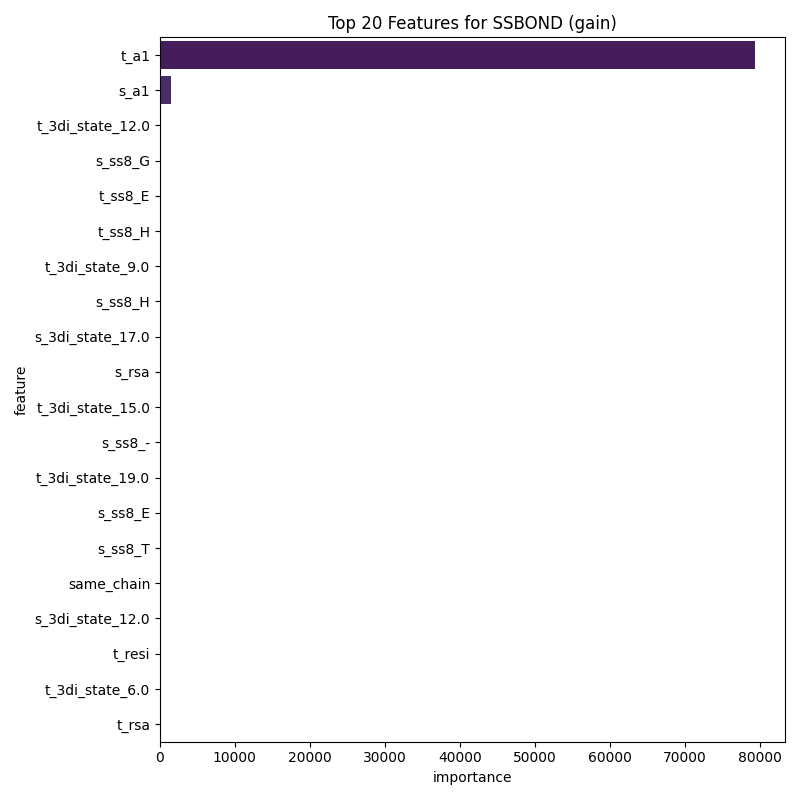 Top 20 Features for SSBOND (gain)
t_a1
s_a1
t_3di_state_12.0
s_ss8_G
t_ss8_E
t_ss8_H
t_3di_state_9.0
s_ss8_H
s_3di_state_17.0
s_rsa
t_3di_state_15.0
s_ss8_-
t_3di_state_19.0
s_ss8_E
s_ss8_T
same_chain
s_3di_state_12.0
t_resi
t_3di_state_6.0
t_rsa
feature
0 10000 20000 30000 40000 50000 60000 70000 80000
importance